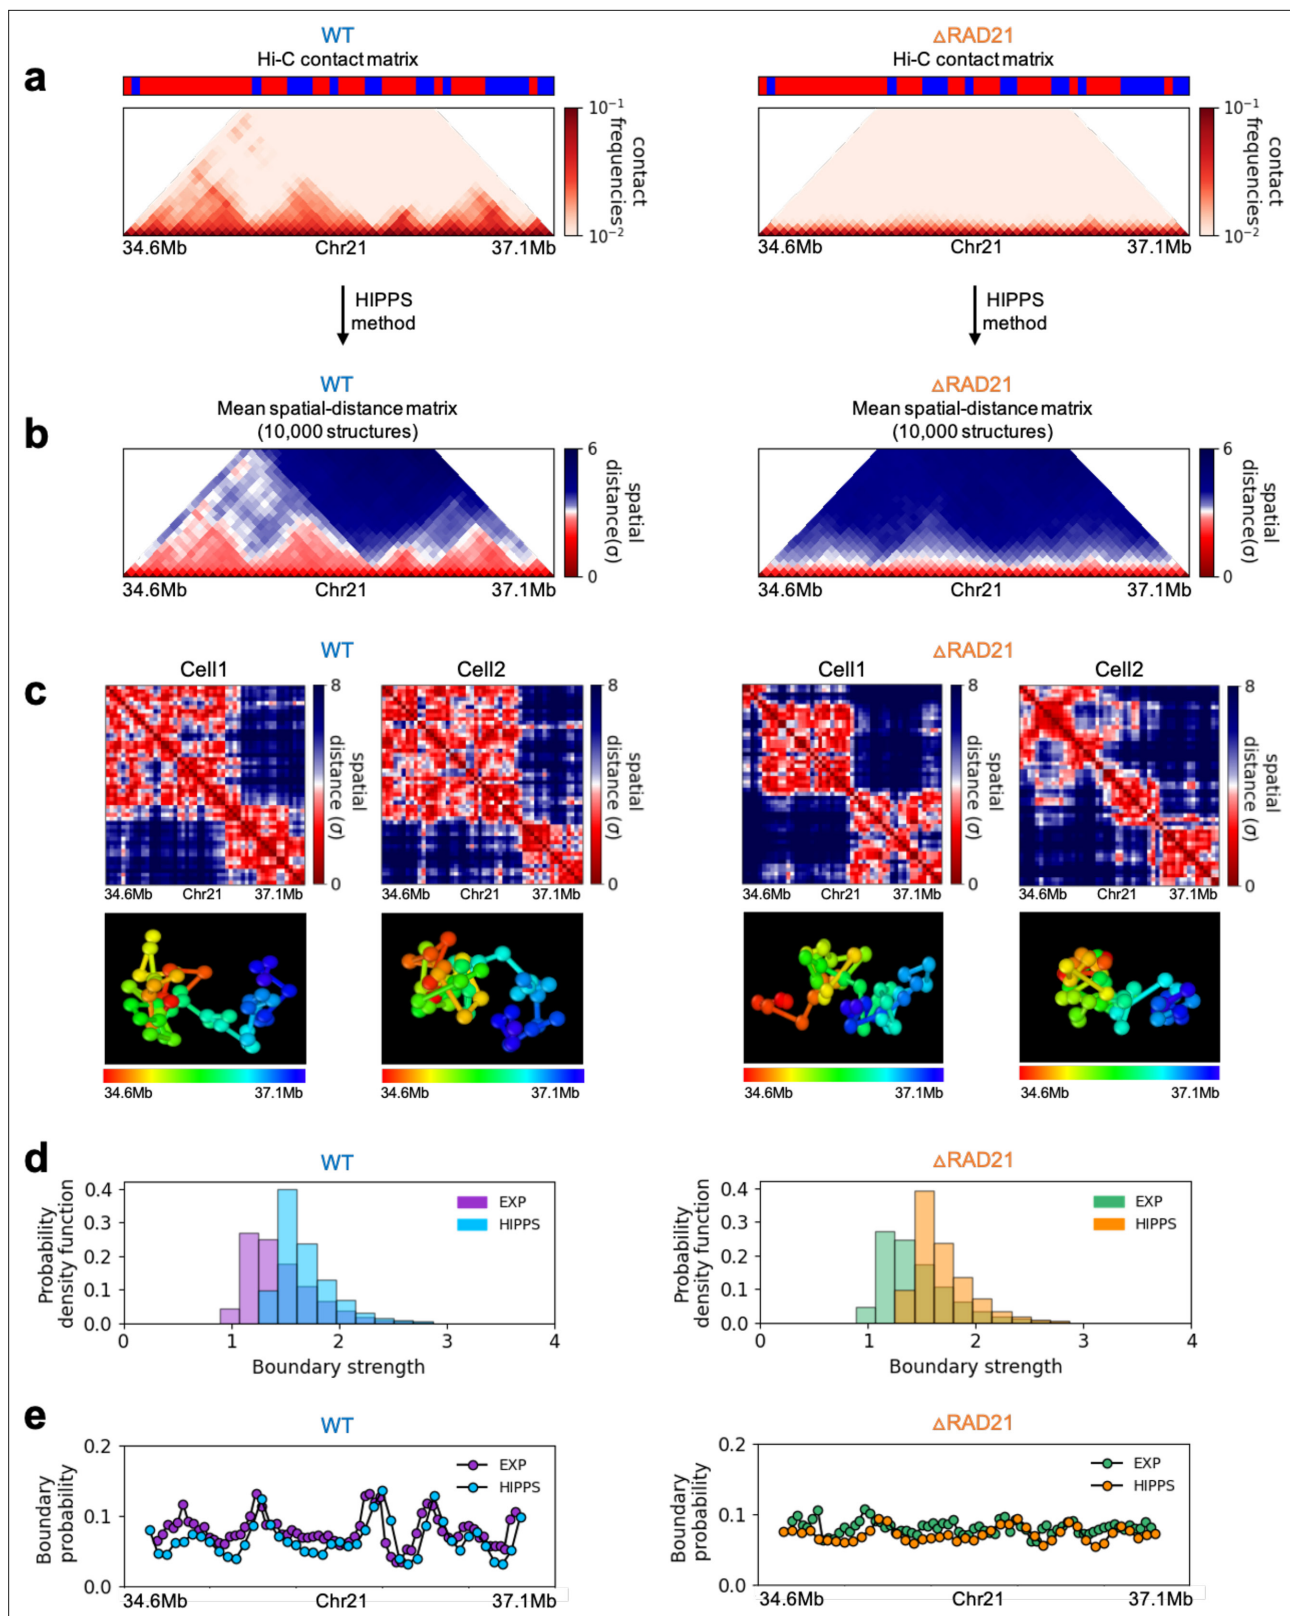 a
WT
Hi-C contact matrix
10⁻¹
contact
frequencies
10⁻²
34.6Mb Chr21 37.1Mb
△RAD21
Hi-C contact matrix
10⁻¹
contact
frequencies
10⁻²
34.6Mb Chr21 37.1Mb
HIPPS
method
HIPPS
method
b
WT
Mean spatial-distance matrix
(10,000 structures)
6
spatial
distance(σ)
0
34.6Mb Chr21 37.1Mb
△RAD21
Mean spatial-distance matrix
(10,000 structures)
6
spatial
distance(σ)
0
34.6Mb Chr21 37.1Mb
c
WT
Cell1
8
spatial
distance (σ)
0
34.6Mb Chr21 37.1Mb
Cell2
8
spatial
distance (σ)
0
34.6Mb Chr21 37.1Mb
△RAD21
Cell1
8
spatial
distance (σ)
0
34.6Mb Chr21 37.1Mb
Cell2
8
spatial
distance (σ)
0
34.6Mb Chr21 37.1Mb
34.6Mb 37.1Mb
34.6Mb 37.1Mb
34.6Mb 37.1Mb
34.6Mb 37.1Mb
d
WT
Probability
density function
0.4
0.3
0.2
0.1
0.0
EXP
HIPPS
0 1 2 3 4
Boundary strength
△RAD21
Probability
density function
0.4
0.3
0.2
0.1
0.0
EXP
HIPPS
0 1 2 3 4
Boundary strength
e
WT
Boundary
probability
0.2
0.1
0.0
EXP
HIPPS
34.6Mb Chr21 37.1Mb
△RAD21
Boundary
probability
0.2
0.1
0.0
EXP
HIPPS
34.6Mb Chr21 37.1Mb